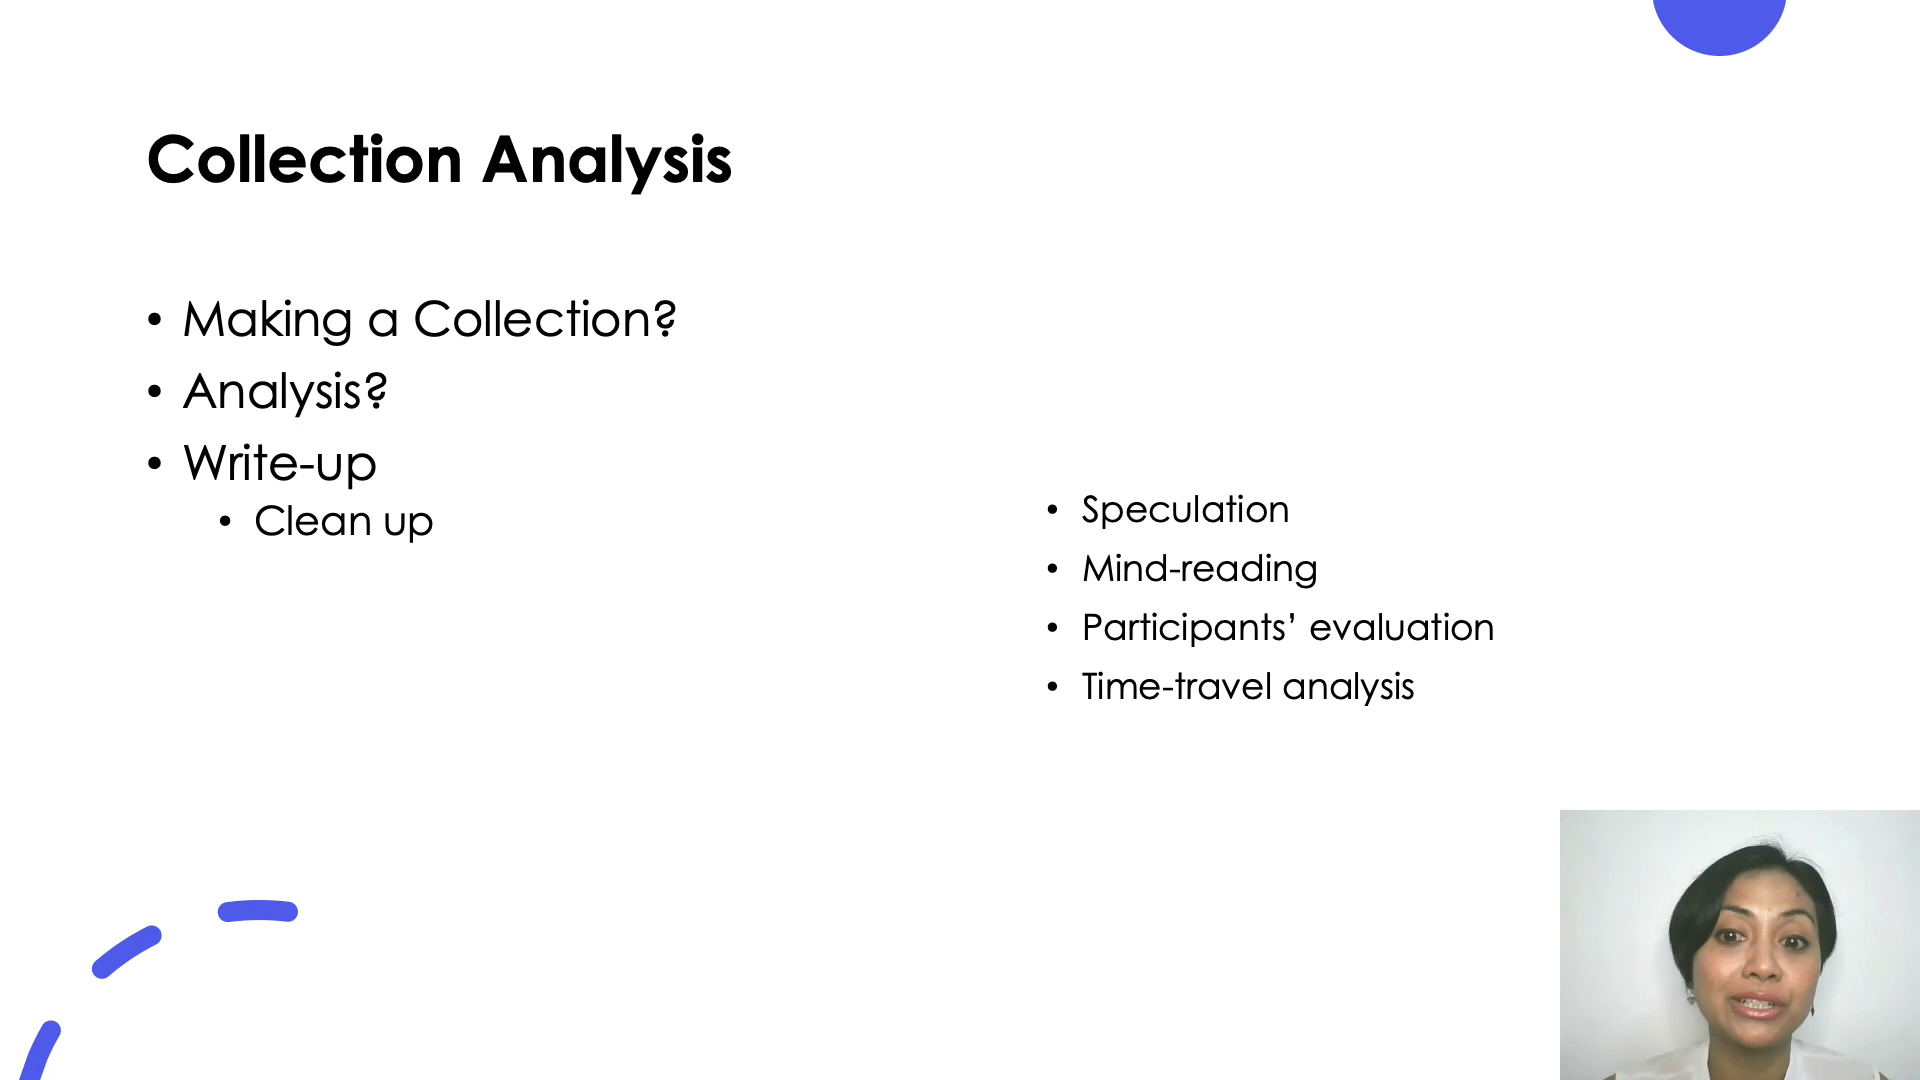 Collection Analysis
• Making a Collection?
• Analysis?
• Write-up
• Clean up
• Speculation
• Mind-reading
• Participants’ evaluation
• Time-travel analysis